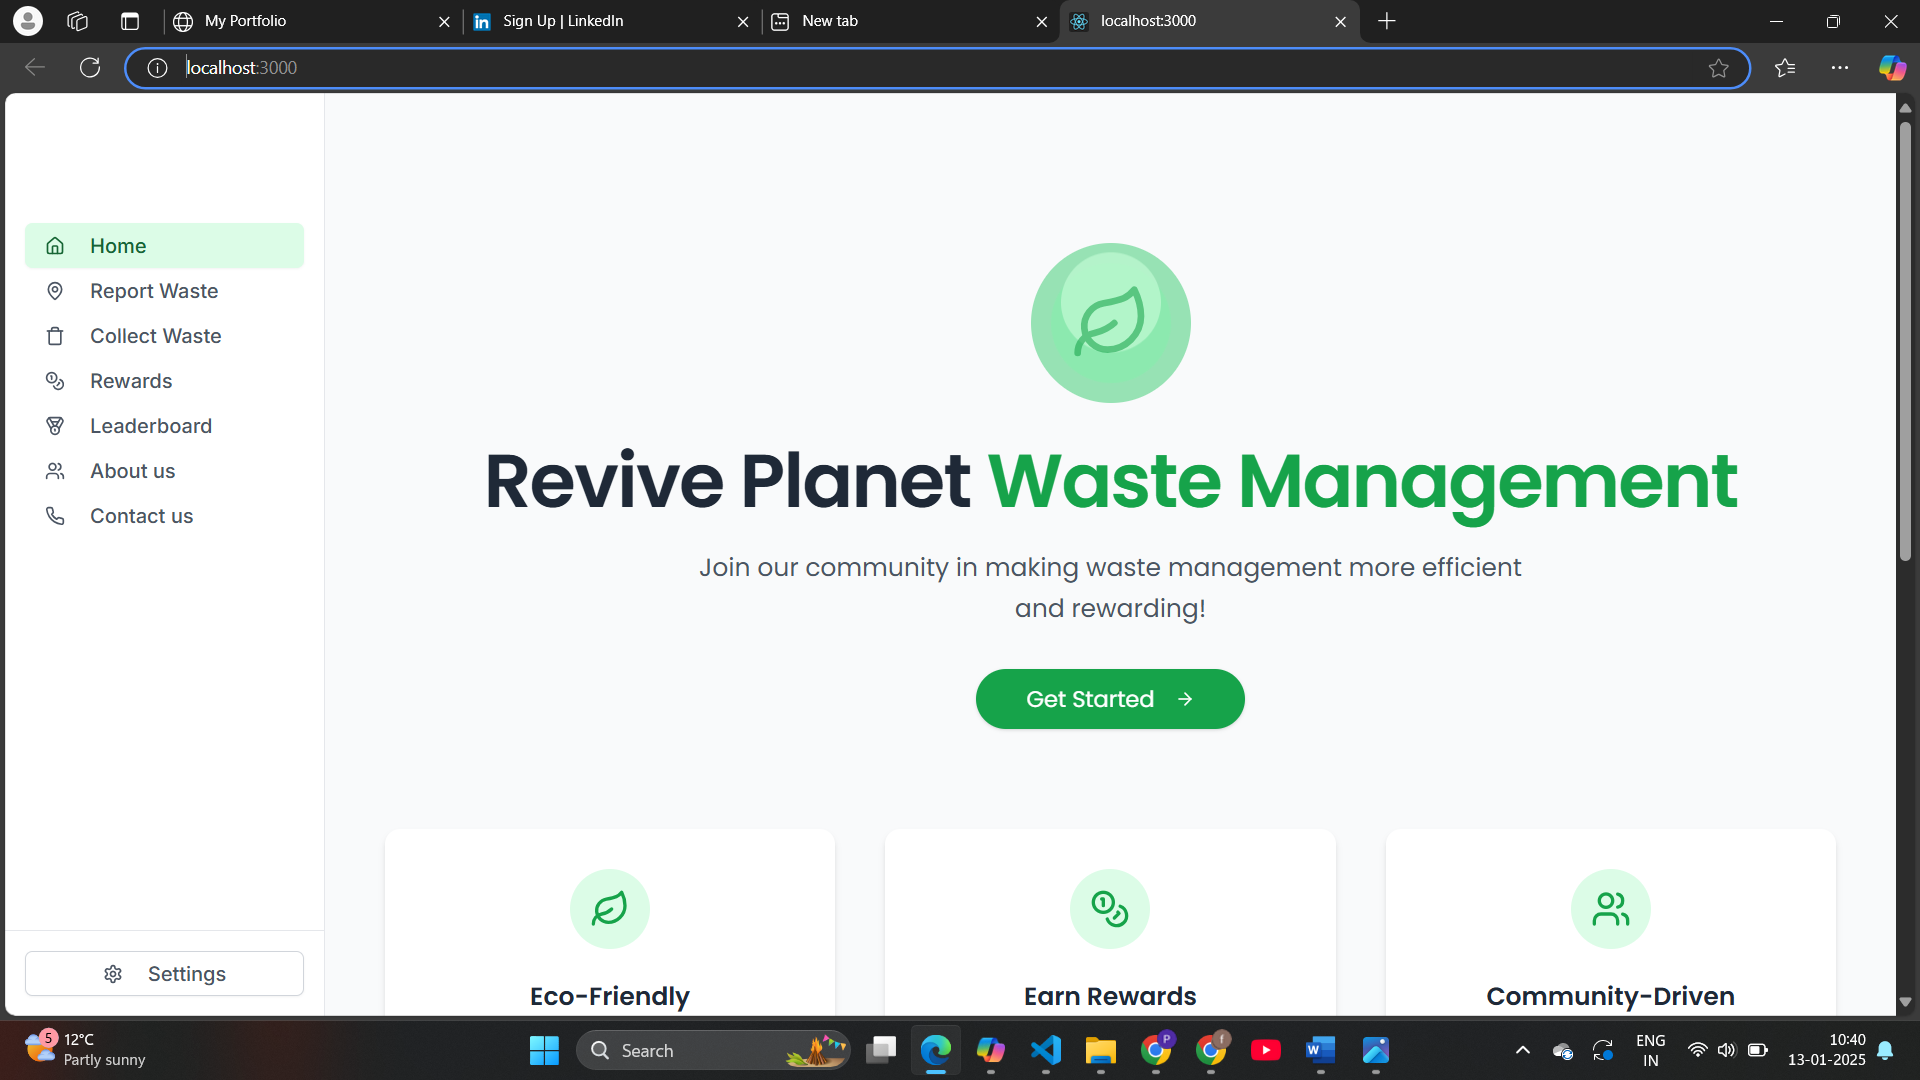 My Portfolio
Sign Up | LinkedIn
New tab
localhost:3000
localhost:3000
Home
Report Waste
Collect Waste
Rewards
Leaderboard
About us
Contact us
Settings
Revive Planet Waste Management
Join our community in making waste management more efficient
and rewarding!
Get Started
Eco-Friendly
Earn Rewards
Community-Driven
5
12°C
Partly sunny
Search
P
f
W
ENG
IN
10:40
13-01-2025